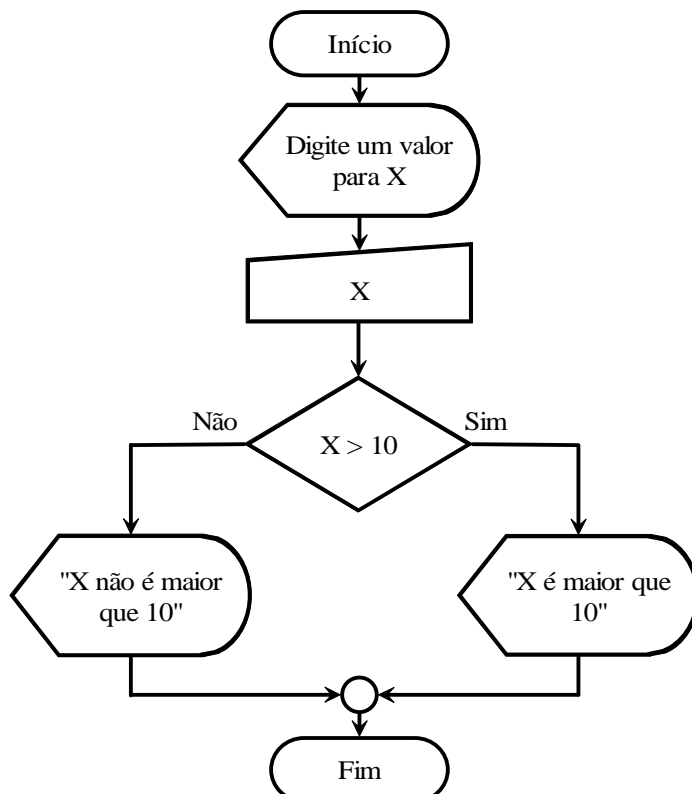 Início
Digite um valor
para X
X
Não
Sim
X > 10
"X não é maior
que 10"
"X é maior que
10"
Fim